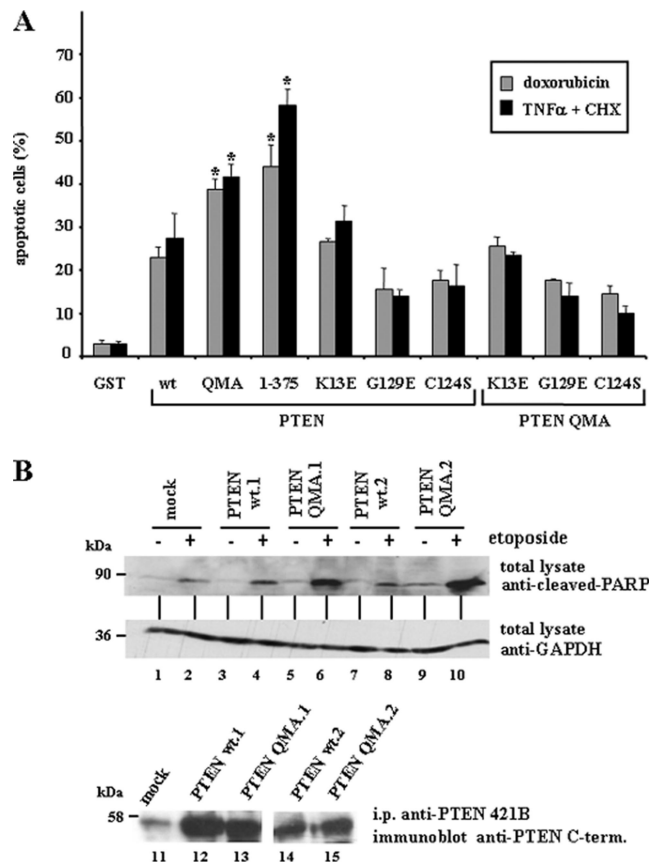 A
80
70
60
50
40
30
20
10
0
apoptotic cells (%)
doxorubicin
TNFα + CHX
* * * *
GST wt QMA 1-375 K13E G129E C124S K13E G129E C124S
PTEN PTEN QMA
B
mock PTEN wt.1 PTEN QMA.1 PTEN wt.2 PTEN QMA.2
- + - + - + - + - + etoposide
kDa
90
total lysate
anti-cleaved-PARP
36
total lysate
anti-GAPDH
1 2 3 4 5 6 7 8 9 10
mock PTEN wt.1 PTEN QMA.1 PTEN wt.2 PTEN QMA.2
kDa
58
i.p. anti-PTEN 421B
immunoblot anti-PTEN C-term.
11 12 13 14 15